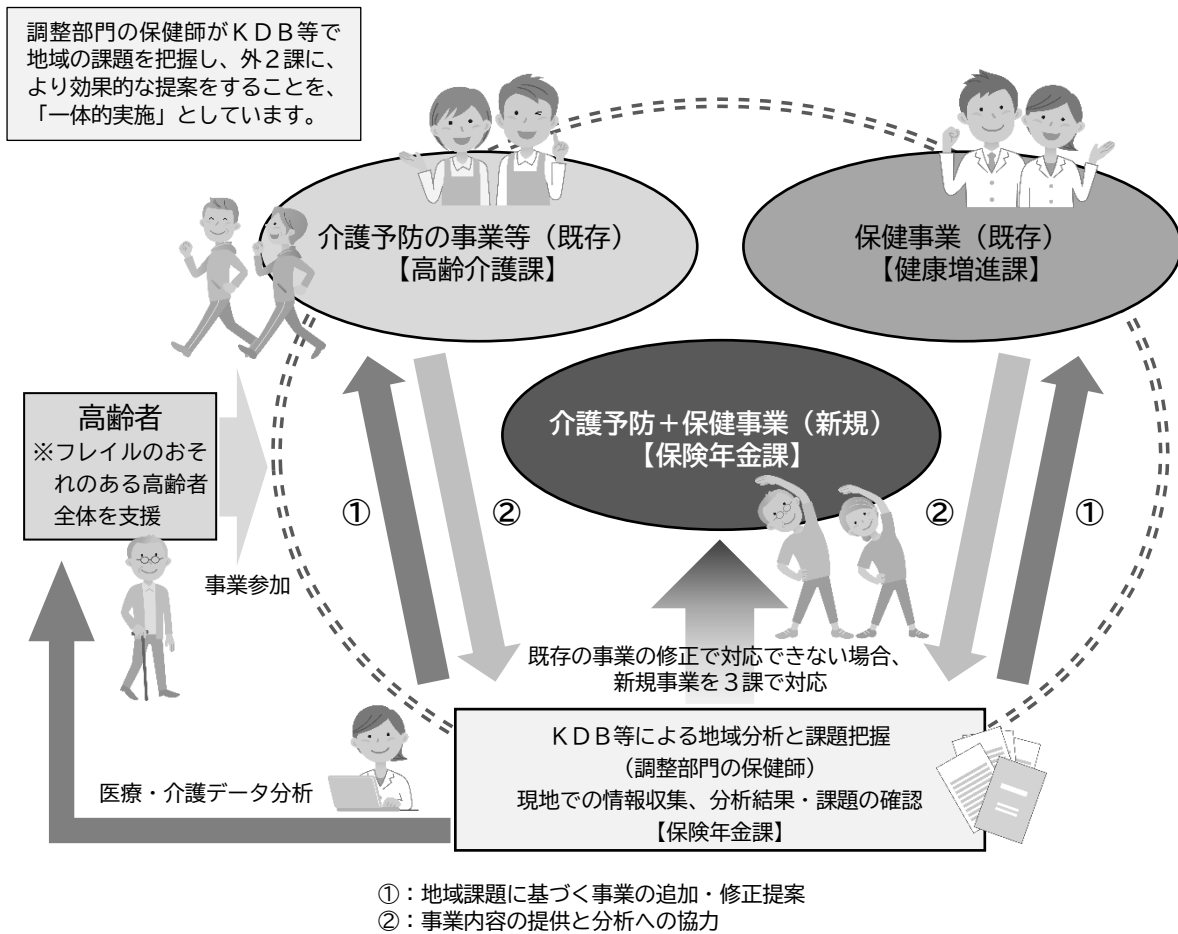 調整部門の保健師がＫＤＢ等で
地域の課題を把握し、外２課に、
より効果的な提案をすることを、
「一体的実施」としています。
介護予防の事業等（既存）
【高齢介護課】
保健事業（既存）
【健康増進課】
介護予防＋保健事業（新規）
【保険年金課】
高齢者
※フレイルのおそ
れのある高齢者
全体を支援
①
②
②
①
事業参加
既存の事業の修正で対応できない場合、
新規事業を３課で対応
ＫＤＢ等による地域分析と課題把握
（調整部門の保健師）
現地での情報収集、分析結果・課題の確認
【保険年金課】
医療・介護データ分析
①：地域課題に基づく事業の追加・修正提案
②：事業内容の提供と分析への協力